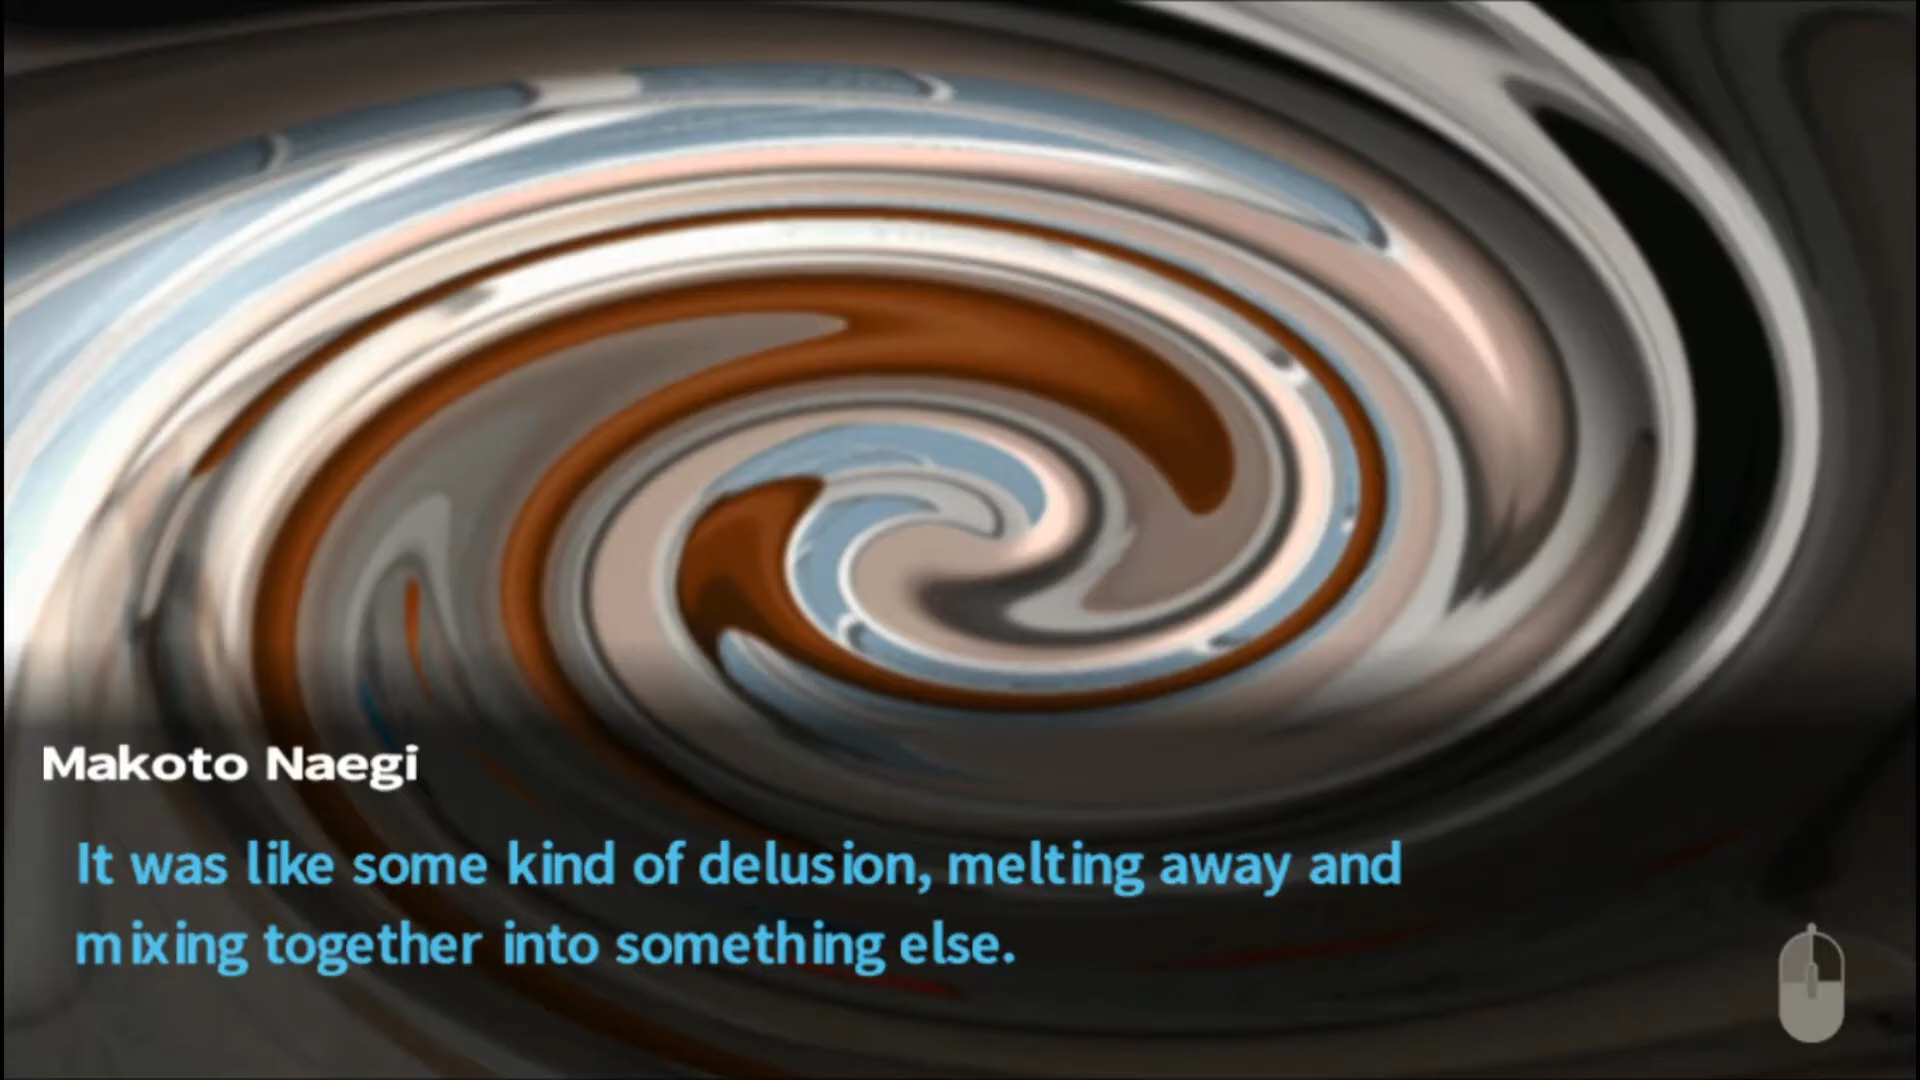 Makoto Naegi
It was like some kind of delusion, melting away and
mixing together into something else.